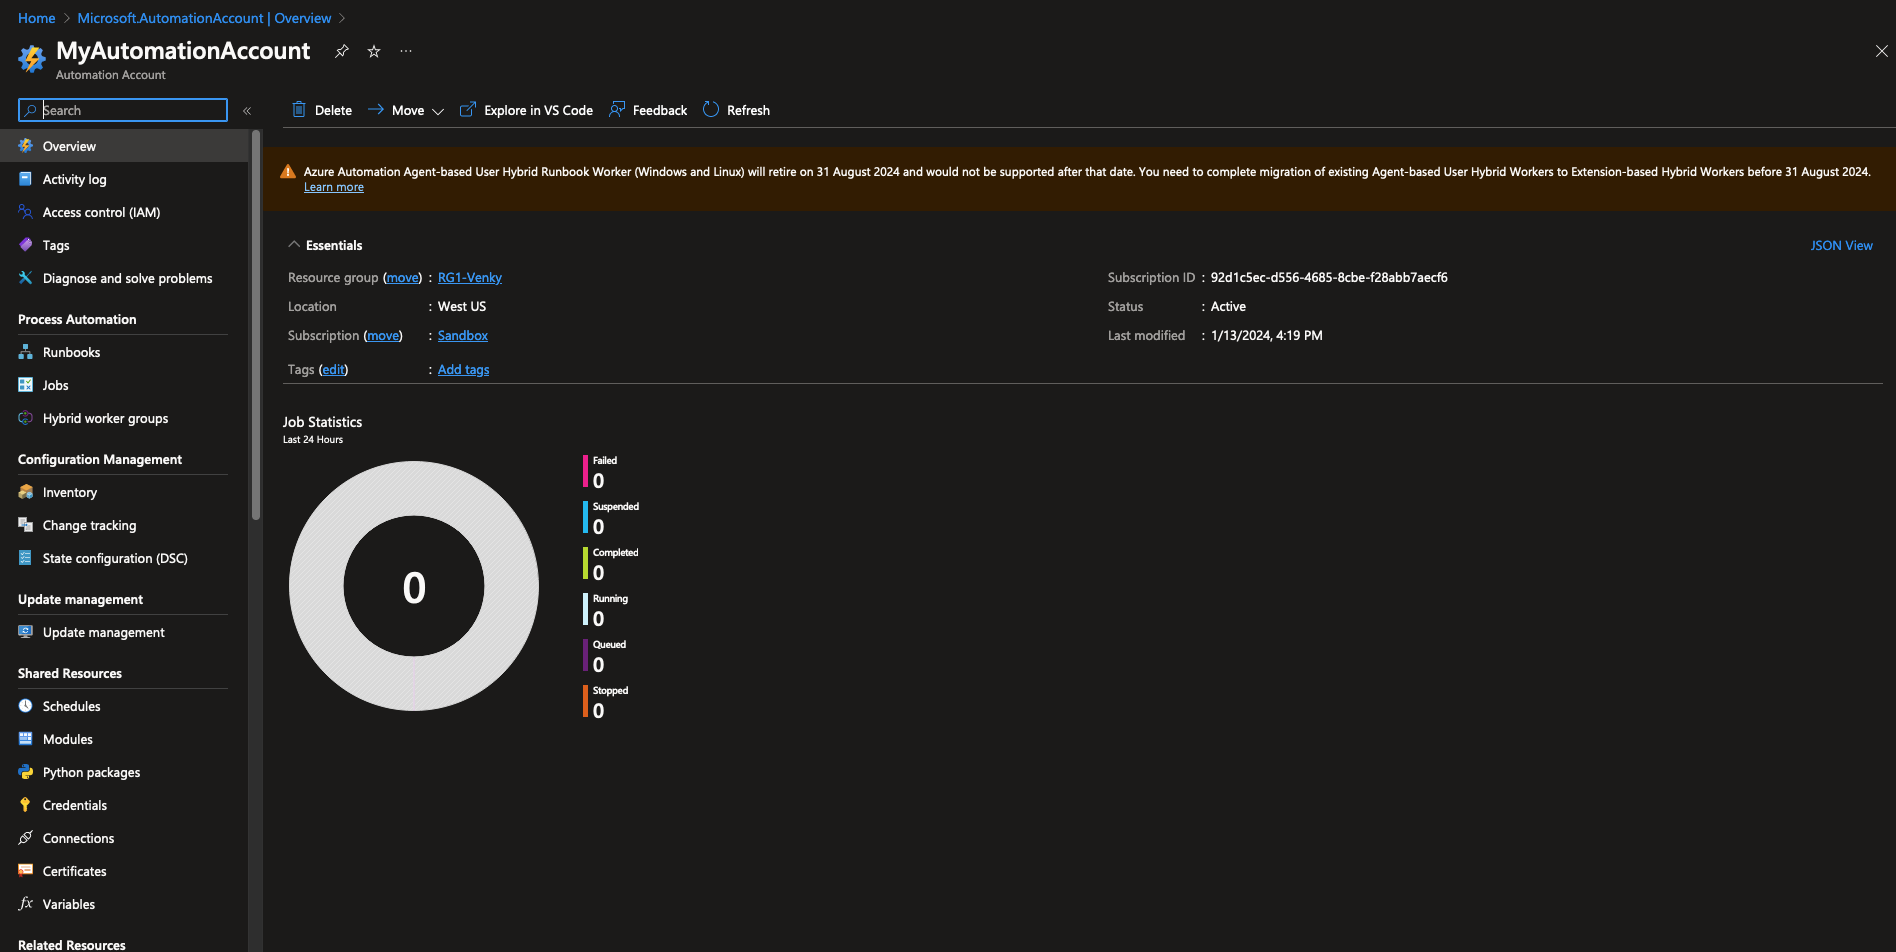 Home > Microsoft.AutomationAccount | Overview >
MyAutomationAccount
Automation Account
Search
Overview
Activity log
Access control (IAM)
Tags
Diagnose and solve problems
Process Automation
Runbooks
Jobs
Hybrid worker groups
Configuration Management
Inventory
Change tracking
State configuration (DSC)
Update management
Update management
Shared Resources
Schedules
Modules
Python packages
Credentials
Connections
Certificates
Variables
Related Resources
Delete Move Explore in VS Code Feedback Refresh
Azure Automation Agent-based User Hybrid Runbook Worker (Windows and Linux) will retire on 31 August 2024 and would not be supported after that date. You need to complete migration of existing Agent-based User Hybrid Workers to Extension-based Hybrid Workers before 31 August 2024.
Learn more
Essentials
JSON View
Resource group (move) : RG1-Venky
Location : West US
Subscription (move) : Sandbox
Tags (edit) : Add tags
Subscription ID : 92d1c5ec-d556-4685-8cbe-f28abb7aecf6
Status : Active
Last modified : 1/13/2024, 4:19 PM
Job Statistics
Last 24 Hours
0
Failed
0
Suspended
0
Completed
0
Running
0
Queued
0
Stopped
0